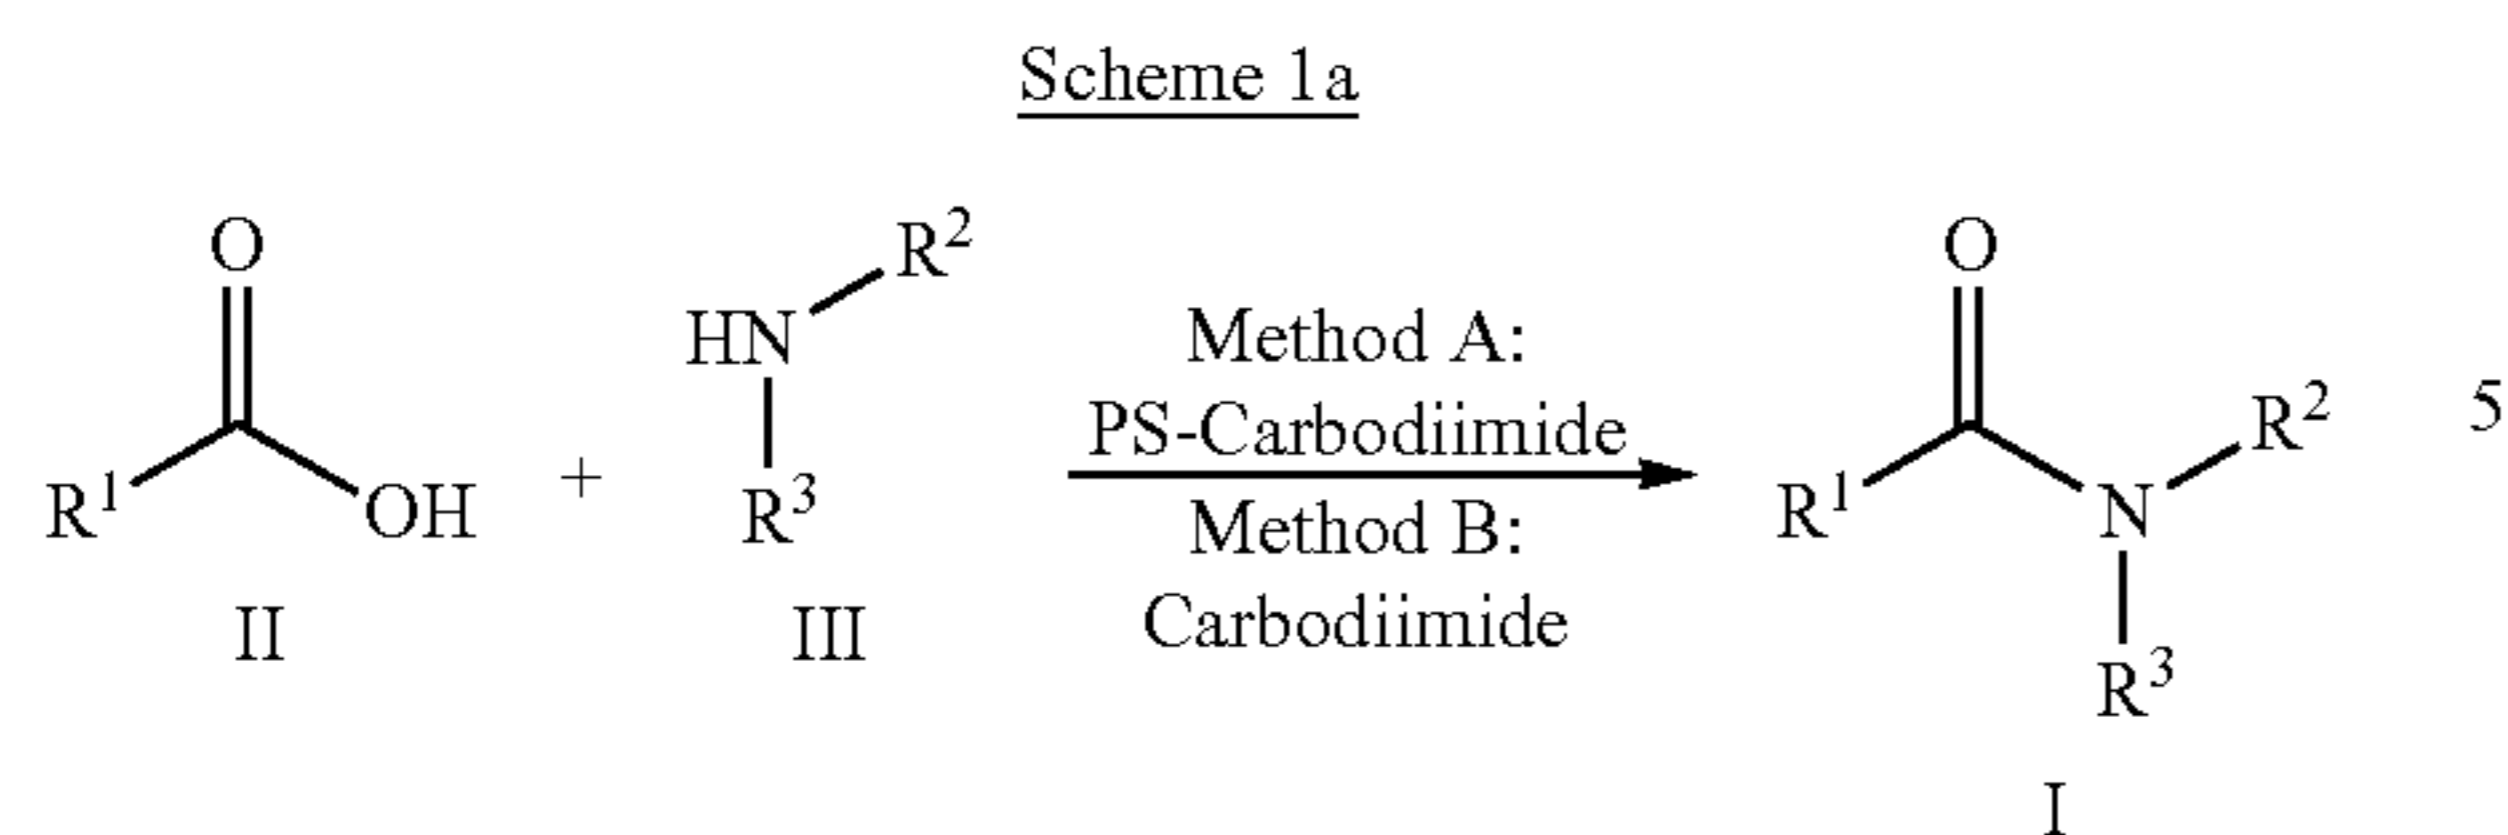 Scheme 1a
O
R¹
OH
II
+
HN
R²
R³
III
Method A:
PS-Carbodiimide
Method B:
Carbodiimide
O
R¹
N
R²
R³
I
5